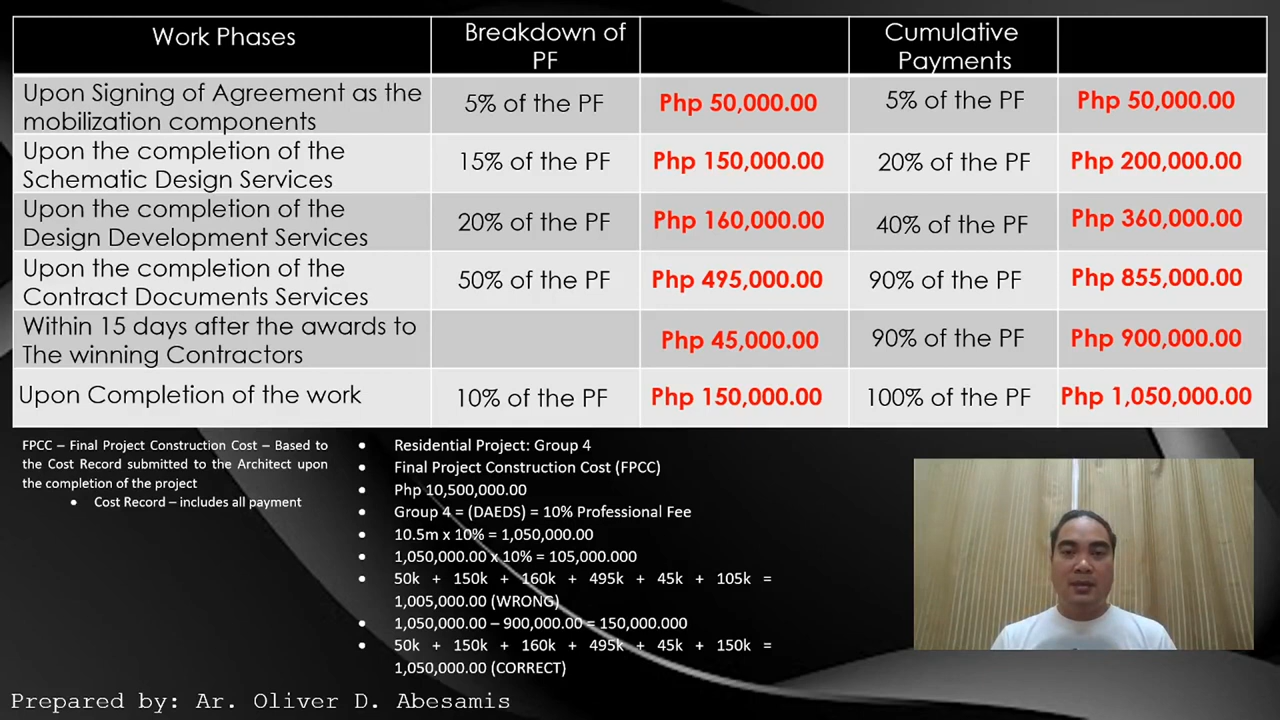 Work Phases
Breakdown of
PF
Cumulative
Payments
Upon Signing of Agreement as the
mobilization components
5% of the PF
Php 50,000.00
5% of the PF
Php 50,000.00
Upon the completion of the
Schematic Design Services
15% of the PF
Php 150,000.00
20% of the PF
Php 200,000.00
Upon the completion of the
Design Development Services
20% of the PF
Php 160,000.00
40% of the PF
Php 360,000.00
Upon the completion of the
Contract Documents Services
50% of the PF
Php 495,000.00
90% of the PF
Php 855,000.00
Within 15 days after the awards to
The winning Contractors
Php 45,000.00
90% of the PF
Php 900,000.00
Upon Completion of the work
10% of the PF
Php 150,000.00
100% of the PF
Php 1,050,000.00
FPCC – Final Project Construction Cost – Based to
the Cost Record submitted to the Architect upon
the completion of the project
• Cost Record – includes all payment
• Residential Project: Group 4
• Final Project Construction Cost (FPCC)
• Php 10,500,000.00
• Group 4 = (DAEDS) = 10% Professional Fee
• 10.5m x 10% = 1,050,000.00
• 1,050,000.00 x 10% = 105,000.000
• 50k + 150k + 160k + 495k + 45k + 105k =
1,005,000.00 (WRONG)
• 1,050,000.00 – 900,000.00 = 150,000.000
• 50k + 150k + 160k + 495k + 45k + 150k =
1,050,000.00 (CORRECT)
Prepared by: Ar. Oliver D. Abesamis